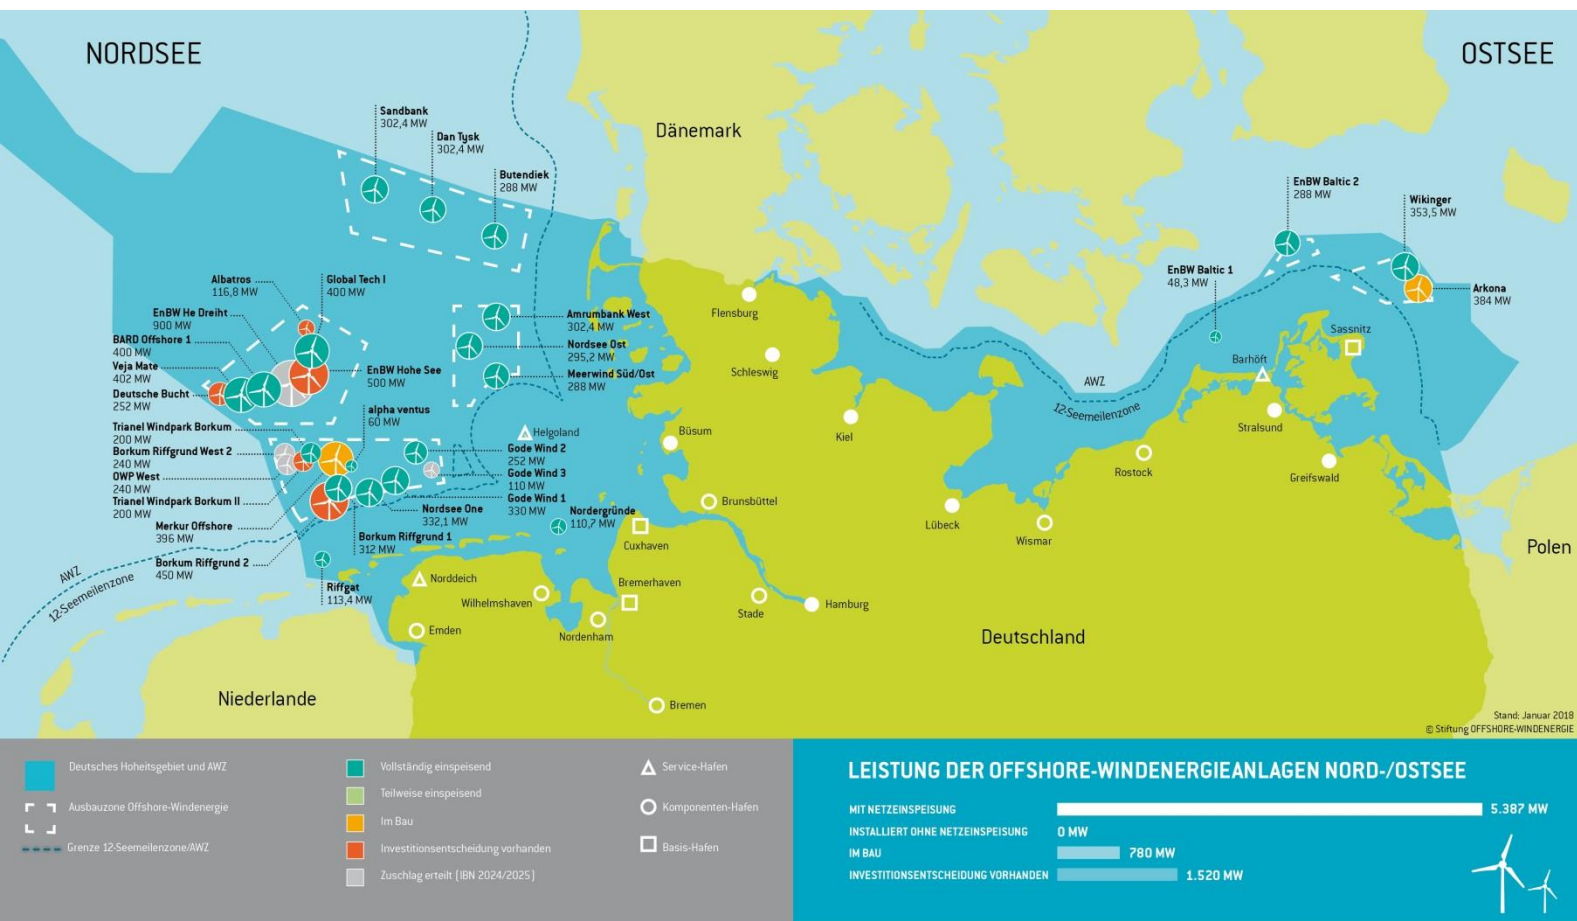 NORDSEE
OSTSEE
Sandbank
302,4 MW
Dan Tysk
302,4 MW
Butendiek
288 MW
Dänemark
EnBW Baltic 2
288 MW
Wikinger
353,5 MW
EnBW Baltic 1
48,3 MW
Arkona
384 MW
Albatros
116,8 MW
Global Tech I
400 MW
EnBW He Dreiht
900 MW
BARD Offshore 1
400 MW
Veja Mate
402 MW
Deutsche Bucht
252 MW
EnBW Hohe See
500 MW
alpha ventus
60 MW
Amrumbank West
302,4 MW
Nordsee Ost
295,2 MW
Meerwind Süd/Ost
288 MW
Trianel Windpark Borkum
200 MW
Borkum Riffgrund West 2
240 MW
OWP West
240 MW
Trianel Windpark Borkum II
200 MW
Merkur Offshore
396 MW
Borkum Riffgrund 2
450 MW
Gode Wind 2
252 MW
Gode Wind 3
110 MW
Gode Wind 1
330 MW
Nordsee One
332,1 MW
Borkum Riffgrund 1
312 MW
Nordergründe
110,7 MW
Riffgat
113,4 MW
Helgoland
Flensburg
Schleswig
Kiel
Büsum
Brunsbüttel
Cuxhaven
Bremerhaven
Norddeich
Wilhelmshaven
Emden
Nordenham
Stade
Hamburg
Bremen
Lübeck
Wismar
Rostock
Barhöft
Sassnitz
Stralsund
Greifswald
AWZ
12-Seemeilenzone
AWZ
12-Seemeilenzone
Polen
Deutschland
Niederlande
Stand: Januar 2018
© Stiftung OFFSHORE-WINDENERGIE
Deutsches Hoheitsgebiet und AWZ
Ausbauzone Offshore-Windenergie
Grenze 12-Seemeilenzone/AWZ
Vollständig einspeisend
Teilweise einspeisend
Im Bau
Investitionsentscheidung vorhanden
Zuschlag erteilt (IBN 2024/2025)
Service-Hafen
Komponenten-Hafen
Basis-Hafen
LEISTUNG DER OFFSHORE-WINDENERGIEANLAGEN NORD-/OSTSEE
MIT NETZEINSPEISUNG 5.387 MW
INSTALLIERT OHNE NETZEINSPEISUNG 0 MW
IM BAU 780 MW
INVESTITIONSENTSCHEIDUNG VORHANDEN 1.520 MW